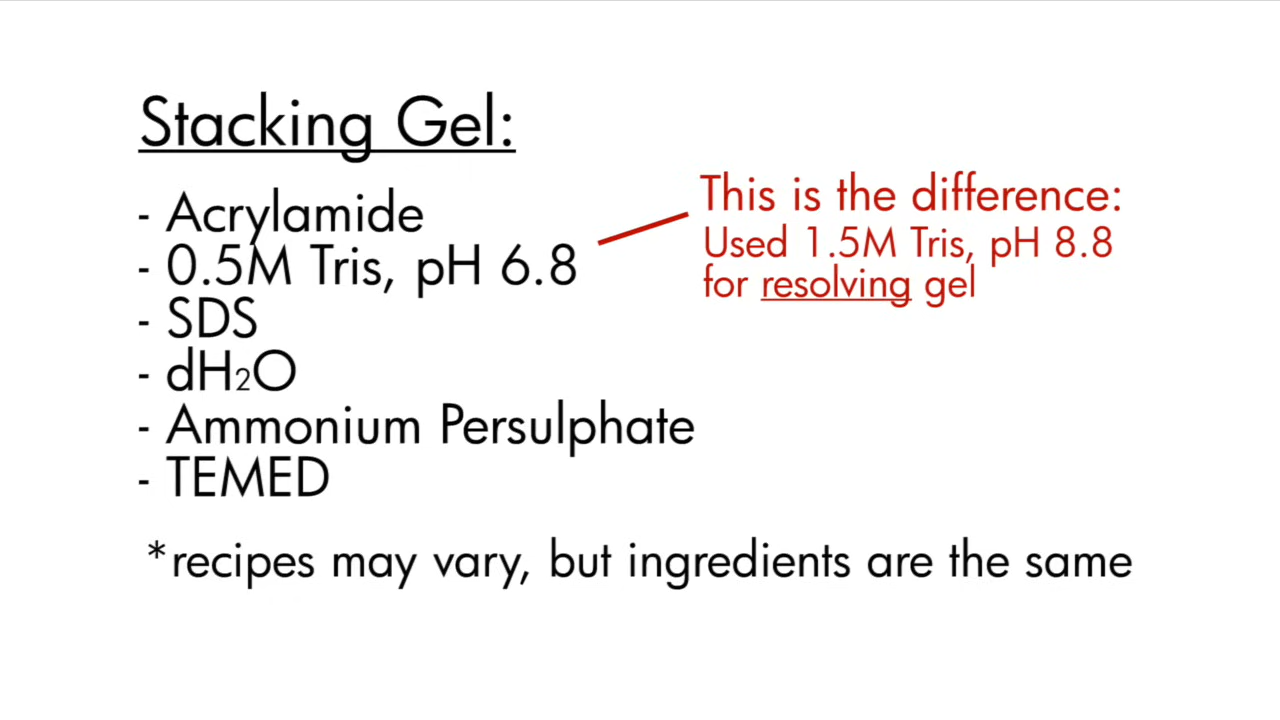 Stacking Gel:
- Acrylamide
- 0.5M Tris, pH 6.8
- SDS
- dH₂O
- Ammonium Persulphate
- TEMED
This is the difference:
Used 1.5M Tris, pH 8.8
for resolving gel
*recipes may vary, but ingredients are the same